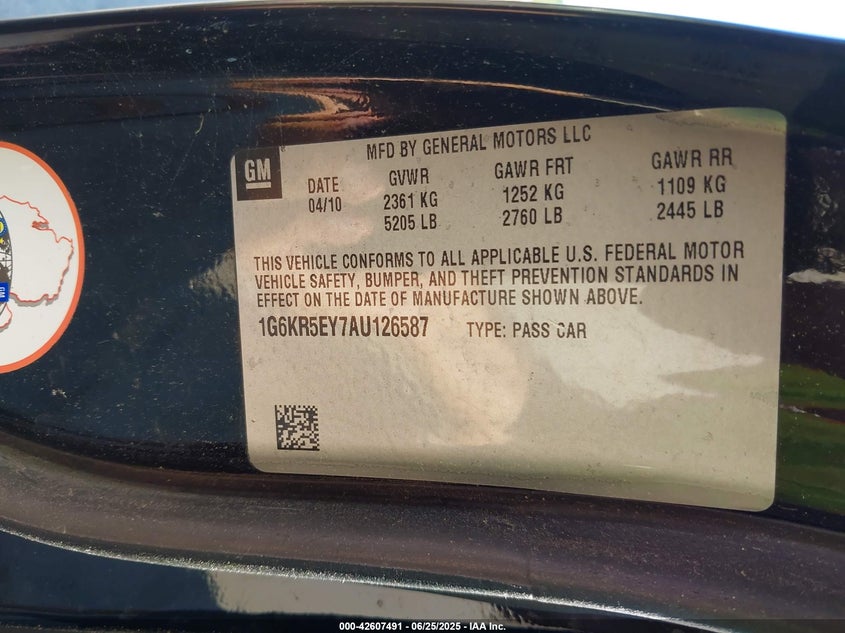 GM
MFD BY GENERAL MOTORS LLC
DATE GVWR GAWR FRT GAWR RR
04/10 2361 KG 1252 KG 1109 KG
5205 LB 2760 LB 2445 LB
THIS VEHICLE CONFORMS TO ALL APPLICABLE U.S. FEDERAL MOTOR
VEHICLE SAFETY, BUMPER, AND THEFT PREVENTION STANDARDS IN
EFFECT ON THE DATE OF MANUFACTURE SHOWN ABOVE.
1G6KR5EY7AU126587 TYPE: PASS CAR
000-42607491 - 06/25/2025 - IAA Inc.